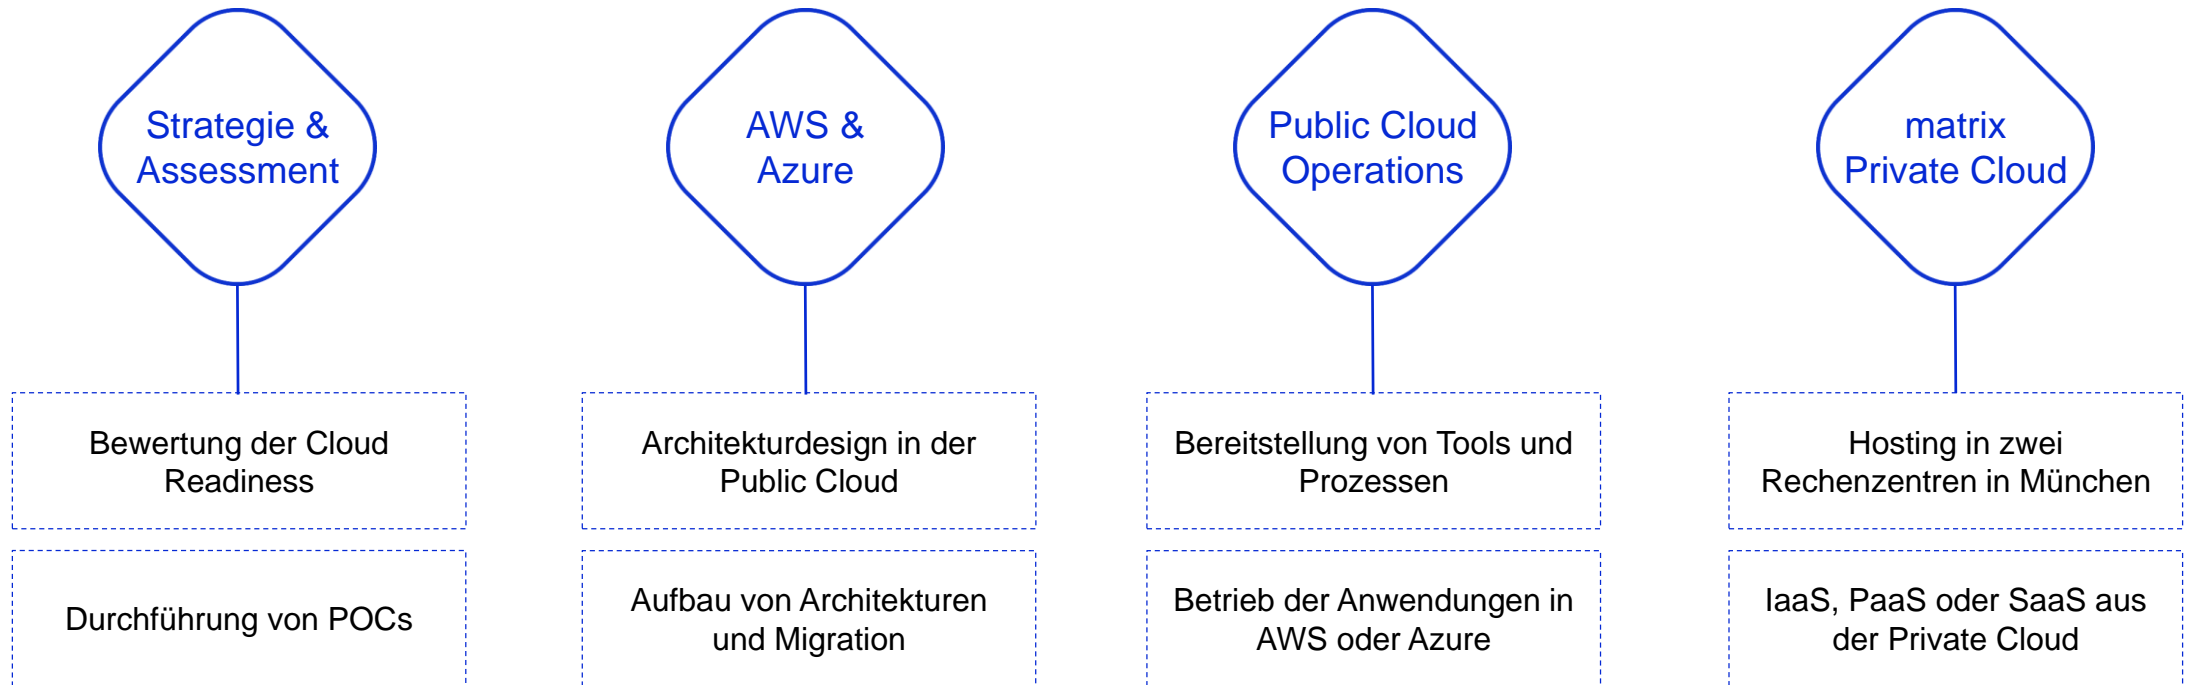 Strategie &
Assessment
AWS &
Azure
Public Cloud
Operations
matrix
Private Cloud
Bewertung der Cloud
Readiness
Architekturdesign in der
Public Cloud
Bereitstellung von Tools und
Prozessen
Hosting in zwei
Rechenzentren in München
Durchführung von POCs
Aufbau von Architekturen
und Migration
Betrieb der Anwendungen in
AWS oder Azure
IaaS, PaaS oder SaaS aus
der Private Cloud